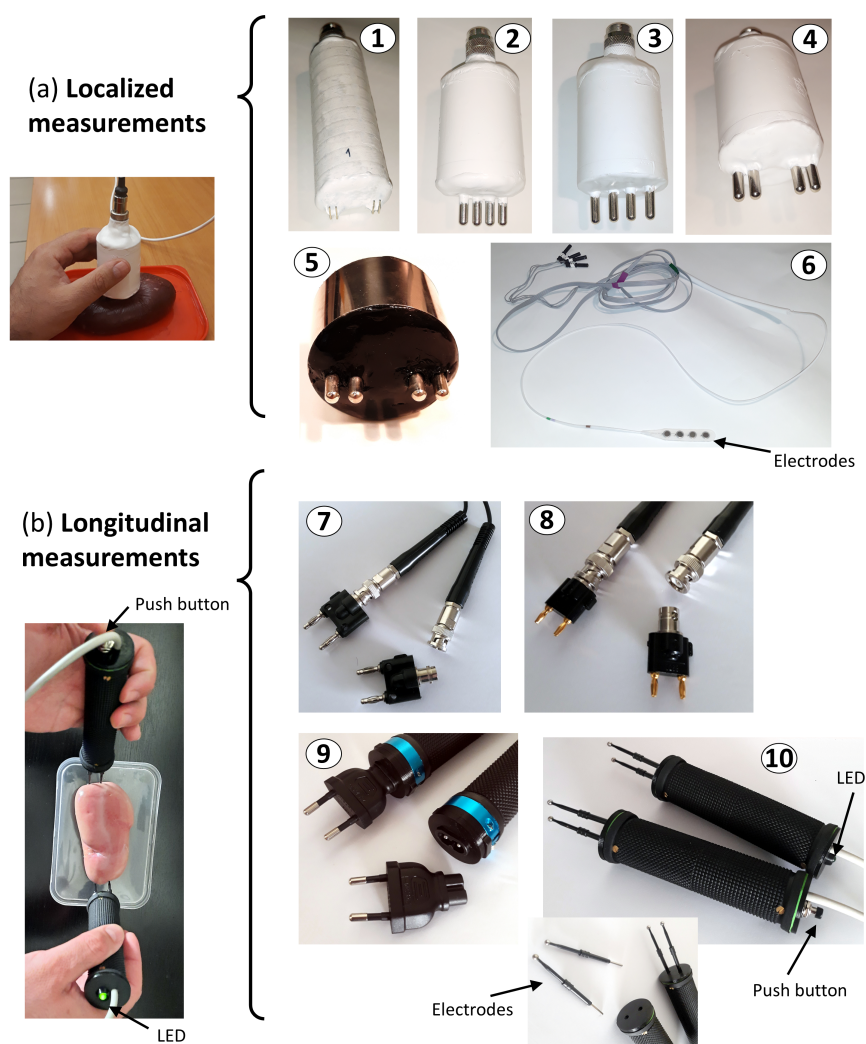 (a) Localized
measurements
1
2
3
4
1
5
6
Electrodes
(b) Longitudinal
measurements
Push button
LED
7
8
9
10
LED
Push button
Electrodes